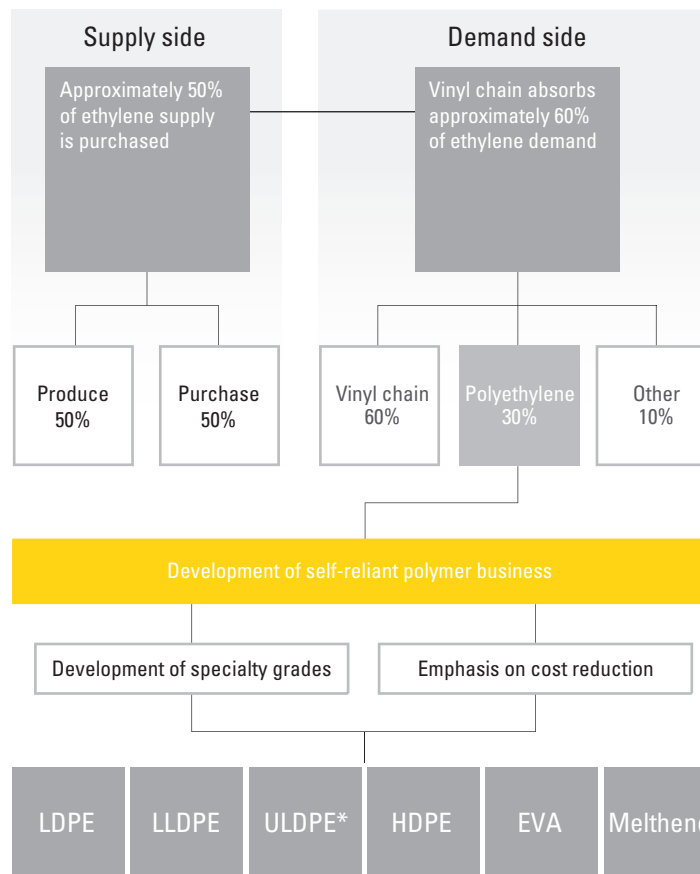 Supply side
Demand side
Approximately 50%
of ethylene supply
is purchased
Vinyl chain absorbs
approximately 60%
of ethylene demand
Produce
50%
Purchase
50%
Vinyl chain
60%
Polyethylene
30%
Other
10%
Development of self-reliant polymer business
Development of specialty grades
Emphasis on cost reduction
LDPE
LLDPE
ULDPE*
HDPE
EVA
Melthene